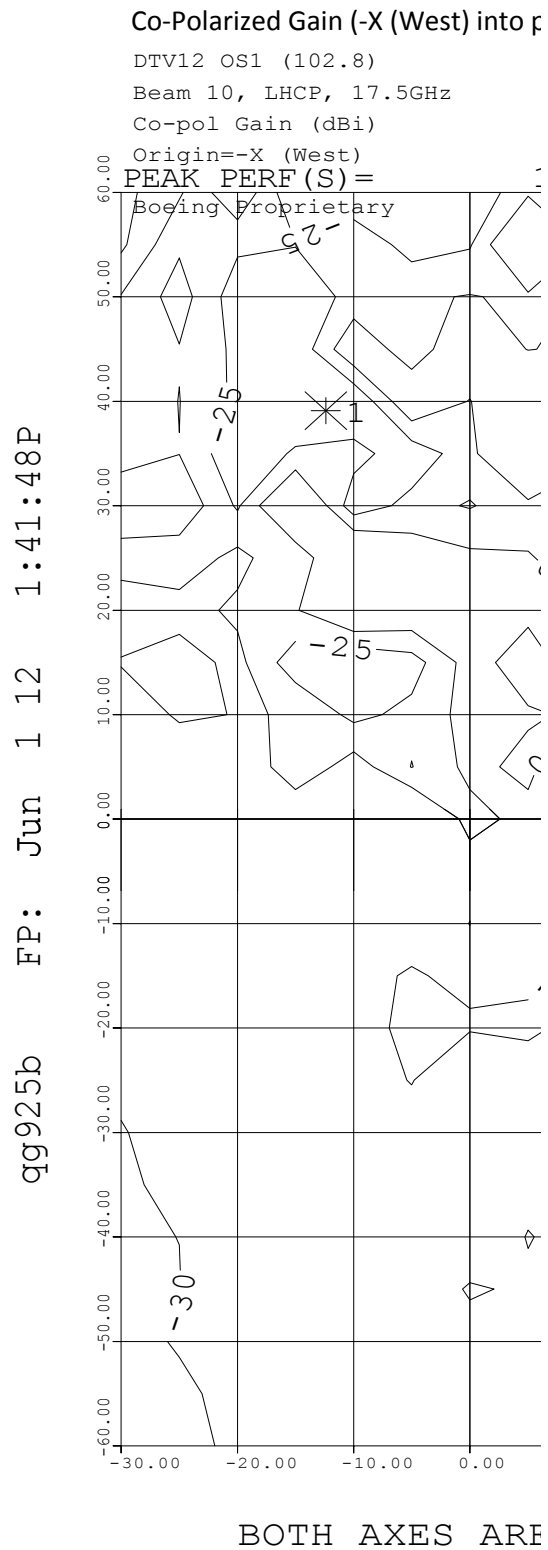 Co-Polarized Gain (-X (West) into p
DTV12 OS1 (102.8)
Beam 10, LHCP, 17.5GHz
Co-pol Gain (dBi)
Origin=-X (West)
PEAK PERF(S)= 1
Boeing Proprietary
60.00
50.00
40.00
30.00
20.00
10.00
0.00
-10.00
-20.00
-30.00
-40.00
-50.00
-60.00
-25
-25
1
-25
-30
-30.00 -20.00 -10.00 0.00
qg925b FP: Jun 1 12 1:41:48P
BOTH AXES ARE